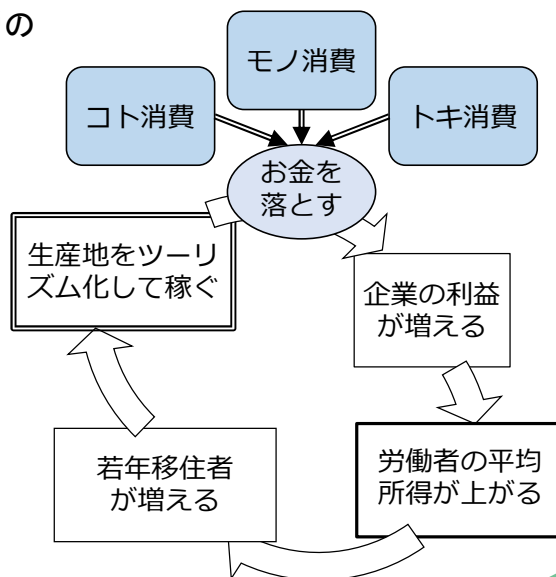 の
モノ消費
コト消費
トキ消費
お金を
落とす
生産地をツーリ
ズム化して稼ぐ
企業の利益
が増える
若年移住者
が増える
労働者の平均
所得が上がる